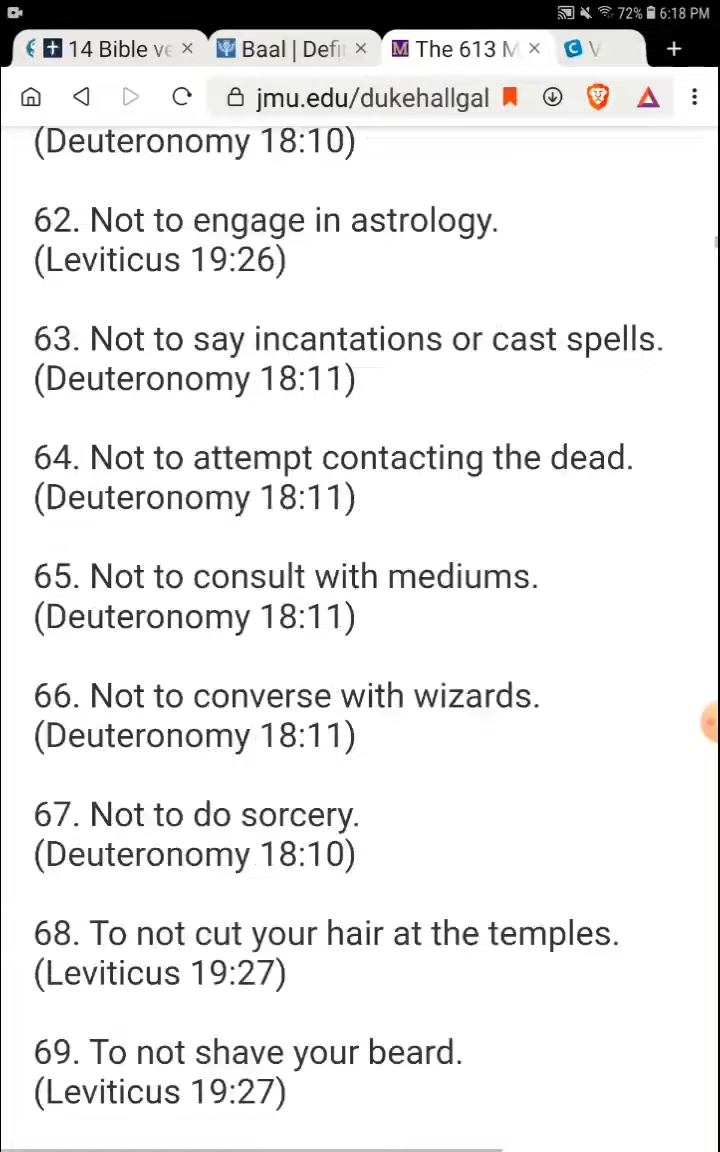 72% 6:18 PM
14 Bible ve × Baal | Defi × The 613 M × V +
jmu.edu/dukehallgal
(Deuteronomy 18:10)
62. Not to engage in astrology.
(Leviticus 19:26)
63. Not to say incantations or cast spells.
(Deuteronomy 18:11)
64. Not to attempt contacting the dead.
(Deuteronomy 18:11)
65. Not to consult with mediums.
(Deuteronomy 18:11)
66. Not to converse with wizards.
(Deuteronomy 18:11)
67. Not to do sorcery.
(Deuteronomy 18:10)
68. To not cut your hair at the temples.
(Leviticus 19:27)
69. To not shave your beard.
(Leviticus 19:27)